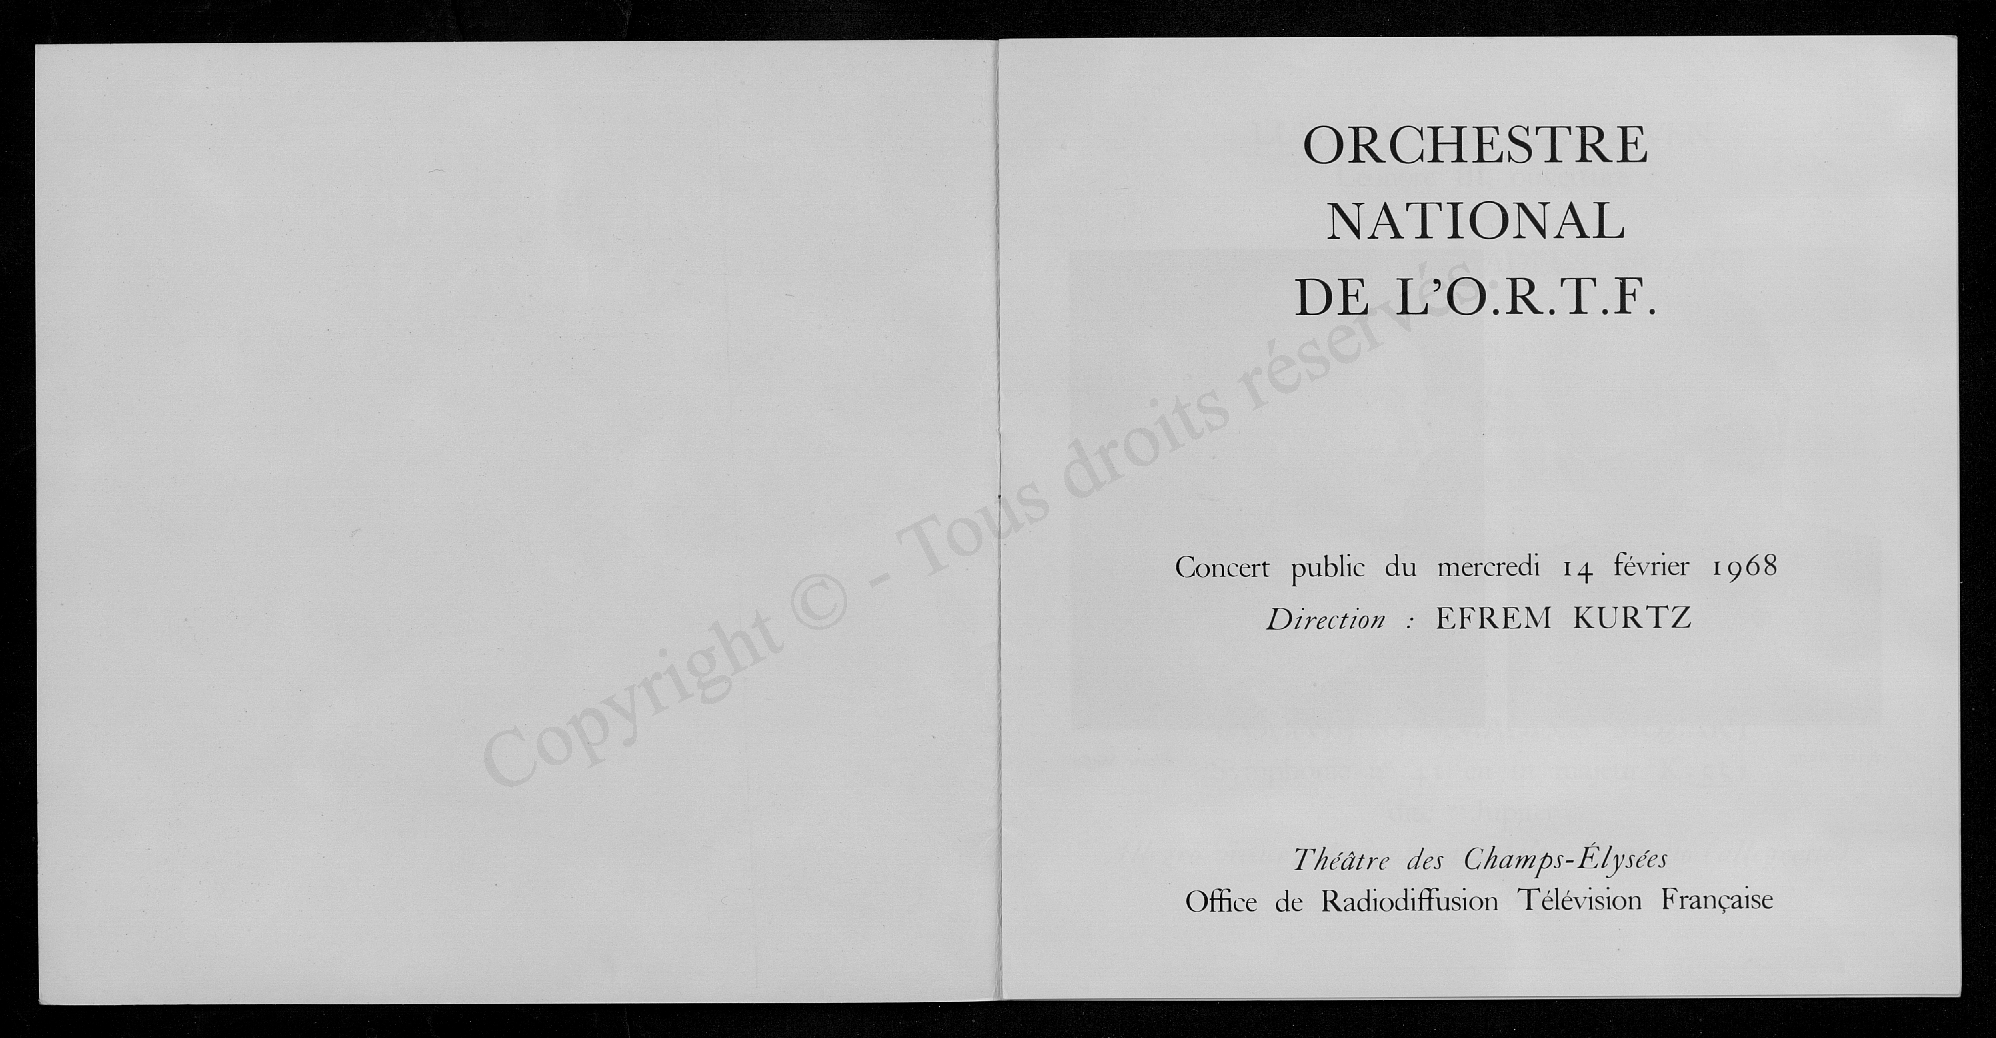 ORCHESTRE
NATIONAL
DE L'O.R.T.F.
Concert public du mercredi 14 février 1968
Direction : EFREM KURTZ
Théâtre des Champs-Élysées
Office de Radiodiffusion Télévision Française
Copyright © - Tous droits réservés.